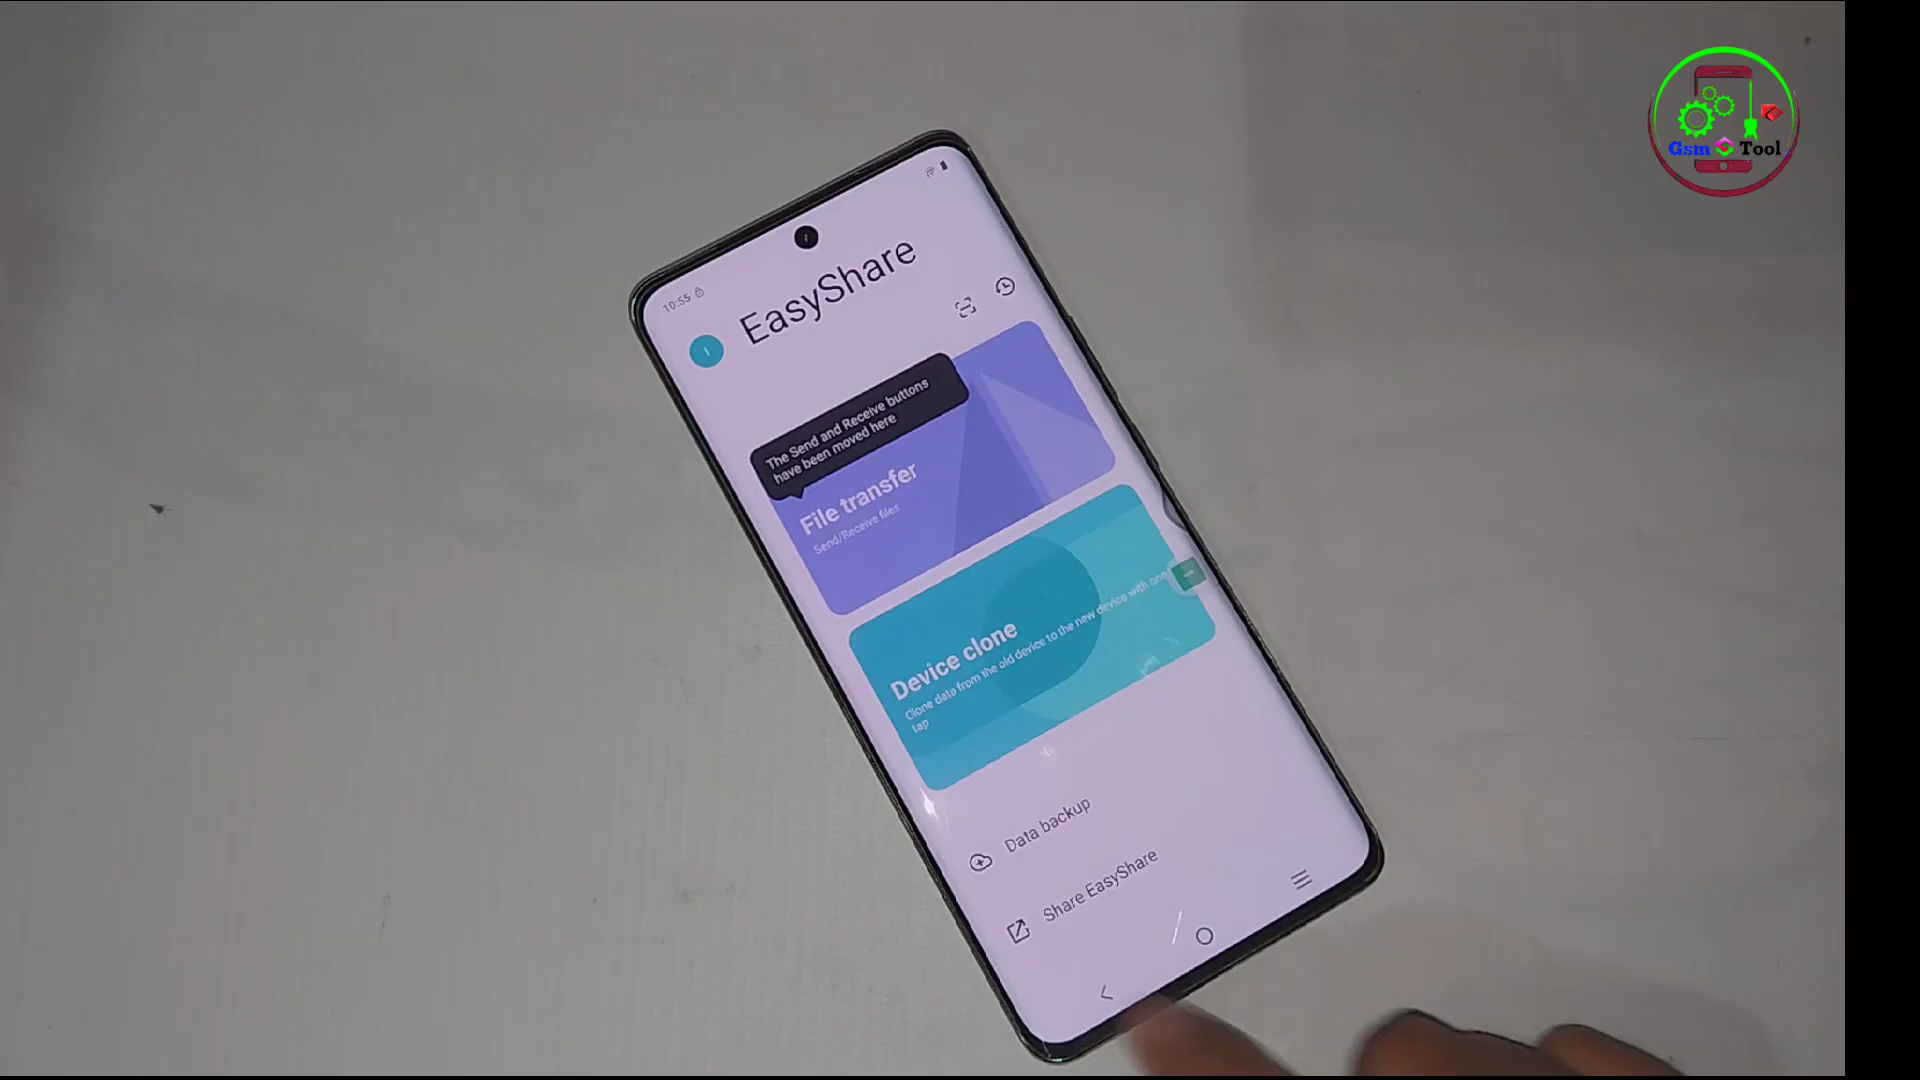 Gsm Tool
10:55
EasyShare
The Send and Receive buttons
have been moved here
File transfer
Send/Receive files
Device clone
Clone data from the old device to the new device with one
tap
Data backup
Share EasyShare